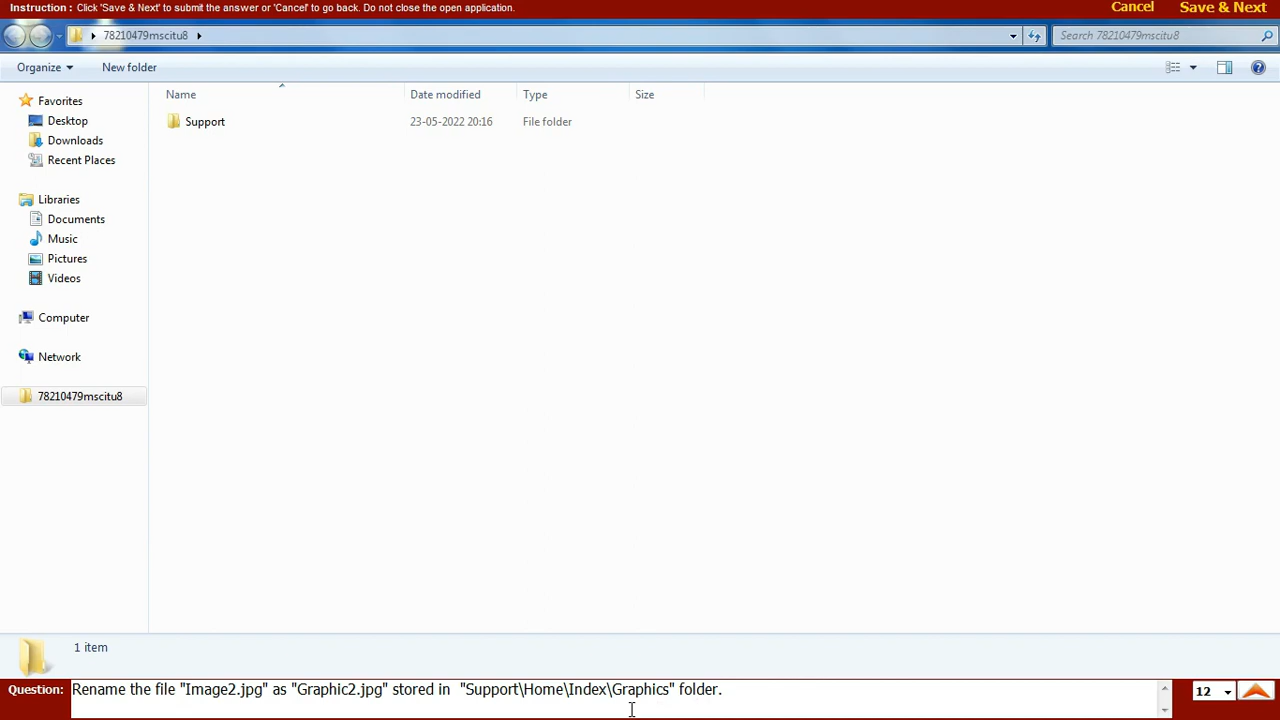 Instruction : Click 'Save & Next' to submit the answer or 'Cancel' to go back. Do not close the open application. Cancel Save & Next
78210479mscitu8 Search 78210479mscitu8
Organize New folder
Name Date modified Type Size
Support 23-05-2022 20:16 File folder
Favorites
Desktop
Downloads
Recent Places
Libraries
Documents
Music
Pictures
Videos
Computer
Network
78210479mscitu8
1 item
Question: Rename the file "Image2.jpg" as "Graphic2.jpg" stored in "Support\Home\Index\Graphics" folder. 12